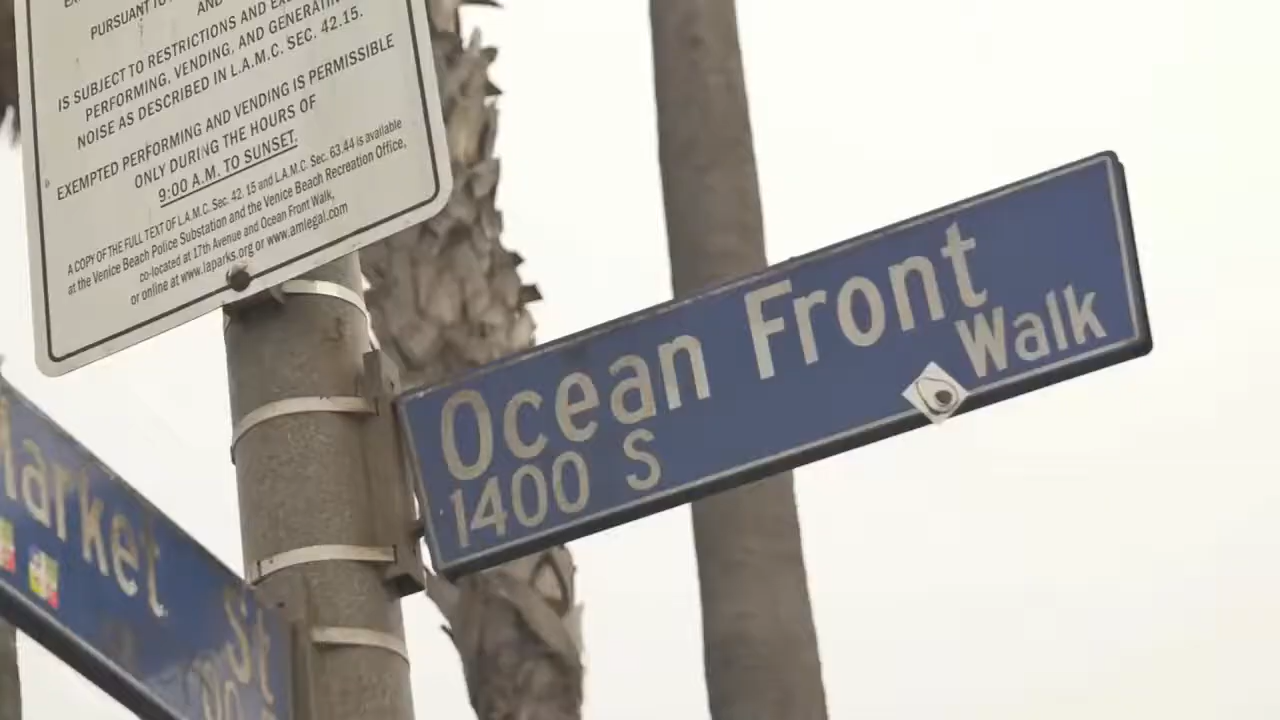 PURSUANT TO
AND
IS SUBJECT TO RESTRICTIONS AND
PERFORMING, VENDING, AND GENERATING
NOISE AS DESCRIBED IN L.A.M.C. SEC. 42.15.
EXEMPTED PERFORMING AND VENDING IS PERMISSIBLE
ONLY DURING THE HOURS OF
9:00 A.M. TO SUNSET.
A COPY OF THE FULL TEXT OF L.A.M.C. Sec. 42.15 and L.A.M.C. Sec. 63.44 is available
at the Venice Beach Police Substation and the Venice Beach Recreation Office,
co-located at 17th Avenue and Ocean Front Walk,
or online at www.laparks.org or www.amlegal.com
Ocean Front Walk
1400 S
Market St